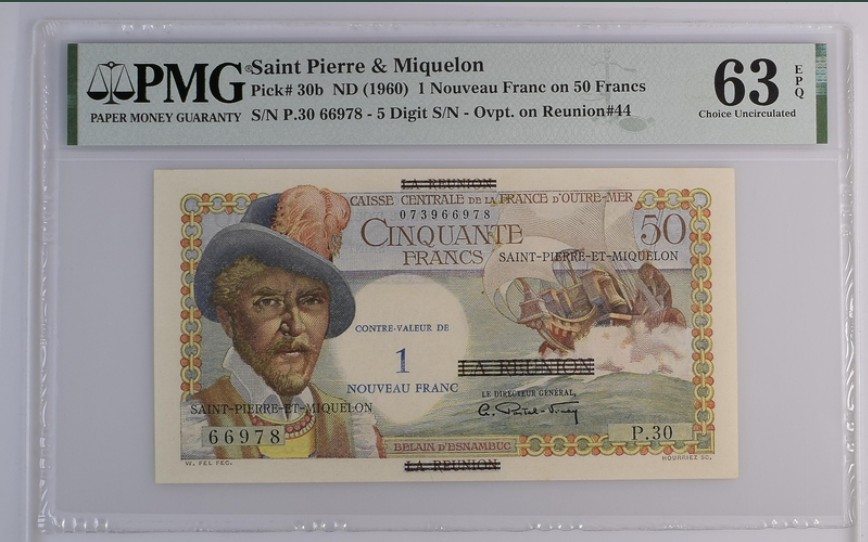 PMG
PAPER MONEY GUARANTY
Saint Pierre & Miquelon
Pick# 30b ND (1960) 1 Nouveau Franc on 50 Francs
S/N P.30 66978 - 5 Digit S/N - Ovpt. on Reunion#44
63
EPQ
Choice Uncirculated
LA REUNION
CAISSE CENTRALE DE LA FRANCE D'OUTRE-MER
073966978
CINQUANTE
50
FRANCS
SAINT-PIERRE-ET-MIQUELON
CONTRE-VALEUR DE
1
NOUVEAU FRANC
LA REUNION
LE DIRECTEUR GÉNÉRAL,
SAINT-PIERRE-ET-MIQUELON
66978
P.30
BELAIN D'ESNAMBUC
W. FEL FEC.
LA REUNION